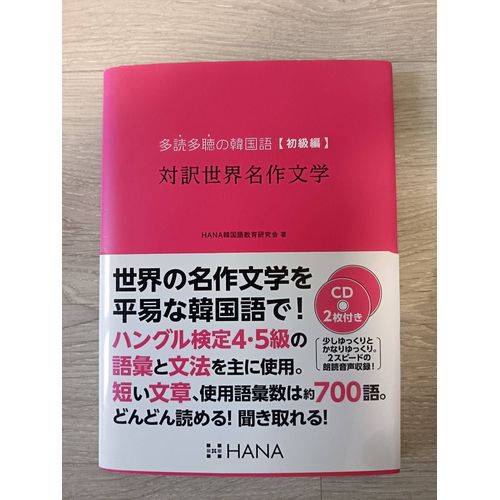 多読多聴の韓国語【初級編】
対訳世界名作文学
HANA韓国語教育研究会 著
世界の名作文学を
平易な韓国語で!
ハングル検定4・5級の
語彙と文法を主に使用。
短い文章、使用語彙数は約700語。
どんどん読める! 聞き取れる!
CD
2枚付き
少しゆっくりと
かなりゆっくり。
2スピードの
朗読音声収録!
HANA